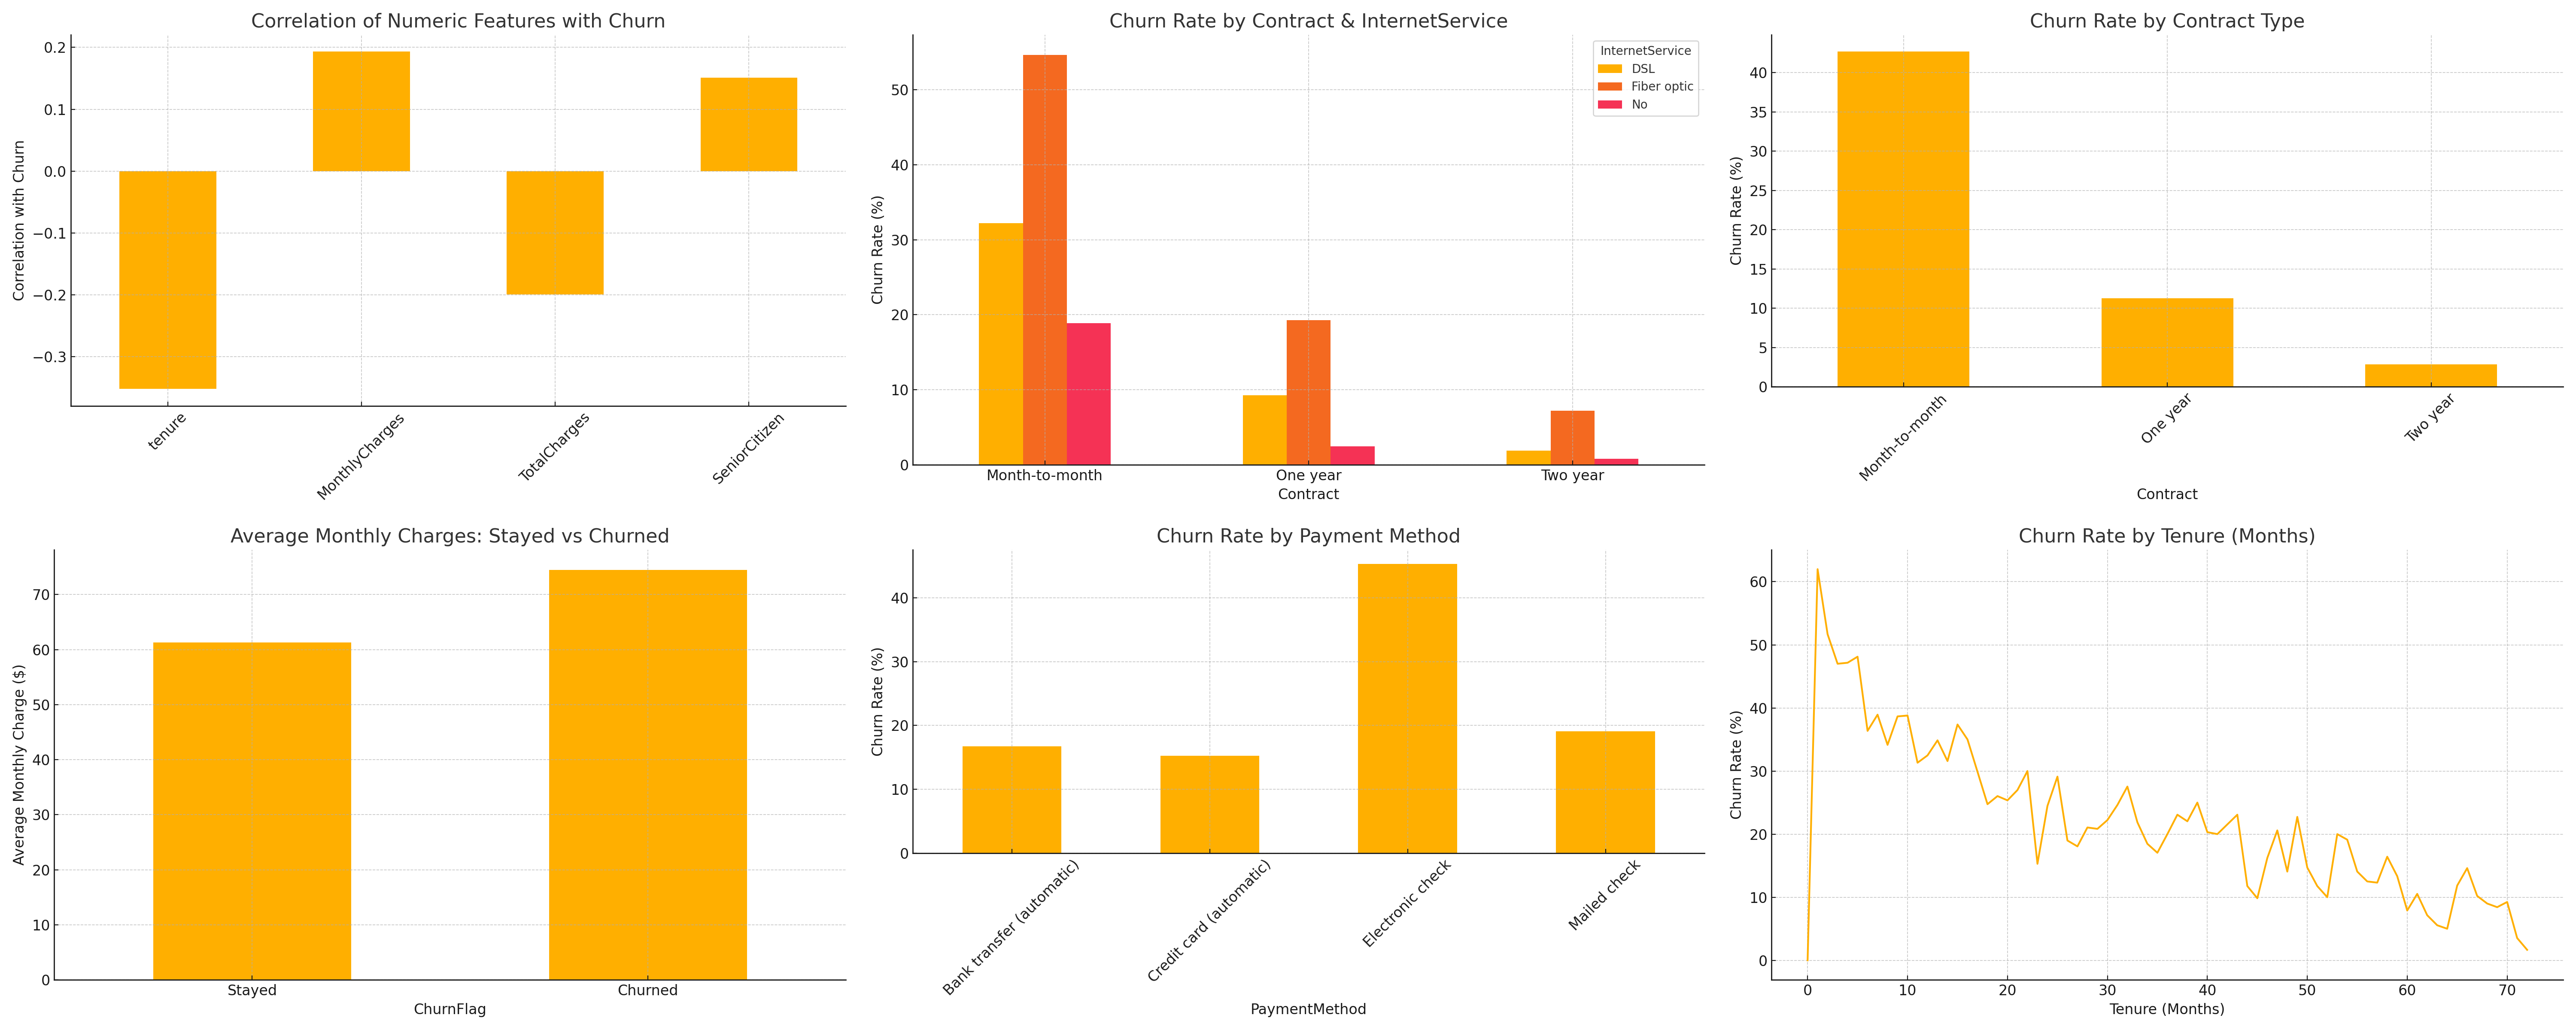 Correlation of Numeric Features with Churn
Correlation with Churn
0.2
0.1
0.0
−0.1
−0.2
−0.3
tenure
MonthlyCharges
TotalCharges
SeniorCitizen
Churn Rate by Contract & InternetService
Churn Rate (%)
50
40
30
20
10
0
InternetService
DSL
Fiber optic
No
Month-to-month
One year
Two year
Contract
Churn Rate by Contract Type
Churn Rate (%)
40
35
30
25
20
15
10
5
0
Month-to-month
One year
Two year
Contract
Average Monthly Charges: Stayed vs Churned
Average Monthly Charge ($)
70
60
50
40
30
20
10
0
Stayed
Churned
ChurnFlag
Churn Rate by Payment Method
Churn Rate (%)
40
30
20
10
0
Bank transfer (automatic)
Credit card (automatic)
Electronic check
Mailed check
PaymentMethod
Churn Rate by Tenure (Months)
Churn Rate (%)
60
50
40
30
20
10
0
0
10
20
30
40
50
60
70
Tenure (Months)